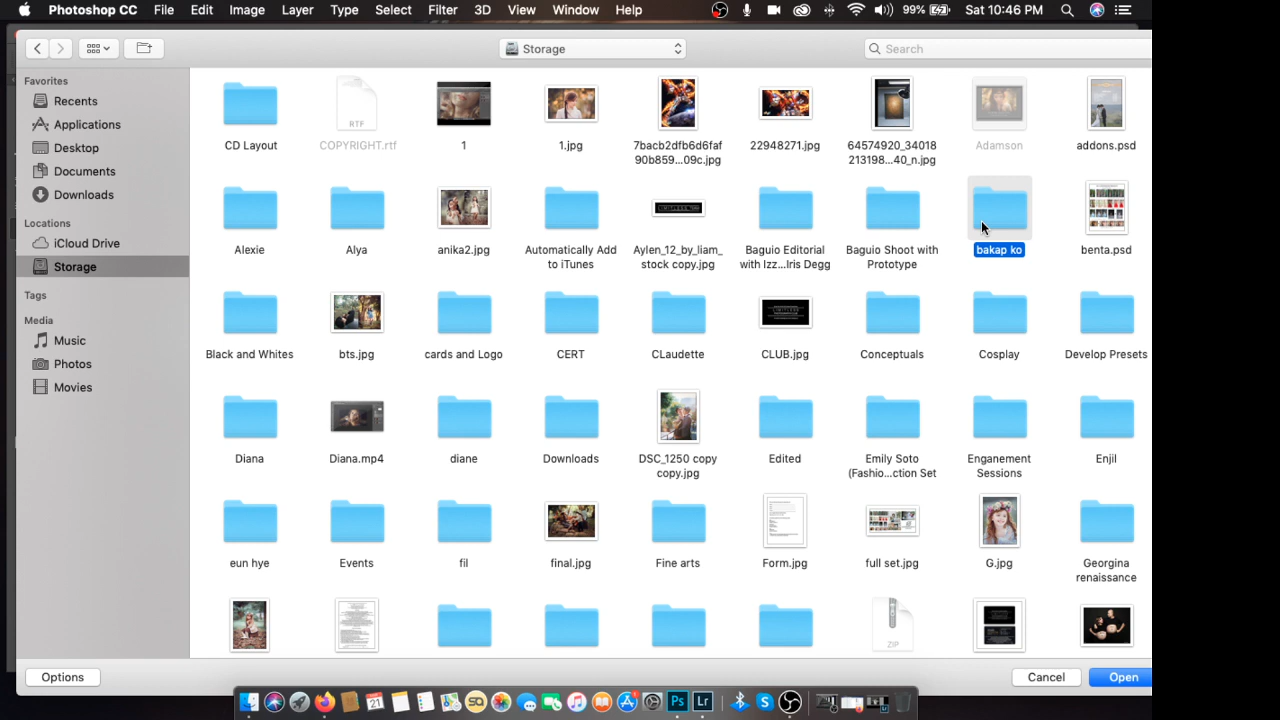 Photoshop CC File Edit Image Layer Type Select Filter 3D View Window Help 99% Sat 10:46 PM
Storage
Search
Favorites
Recents
Applications
Desktop
Documents
Downloads
Locations
iCloud Drive
Storage
Tags
Media
Music
Photos
Movies
RTF
CD Layout COPYRIGHT.rtf 1 1.jpg 7bacb2dfb6d6faf 22948271.jpg 64574920_34018 Adamson addons.psd
90b859...09c.jpg 213198...40_n.jpg
Alexie Alya anika2.jpg Automatically Add Aylen_12_by_liam_ Baguio Editorial Baguio Shoot with bakap ko benta.psd
to iTunes stock copy.jpg with Izz...Iris Degg Prototype
Black and Whites bts.jpg cards and Logo CERT CLaudette CLUB.jpg Conceptuals Cosplay Develop Presets
Diana Diana.mp4 diane Downloads DSC_1250 copy Edited Emily Soto Enganement Enjil
copy.jpg (Fashio...ction Set Sessions
eun hye Events fil final.jpg Fine arts Form.jpg full set.jpg G.jpg Georgina
renaissance
ZIP
Options Cancel Open
21 Ps Lr